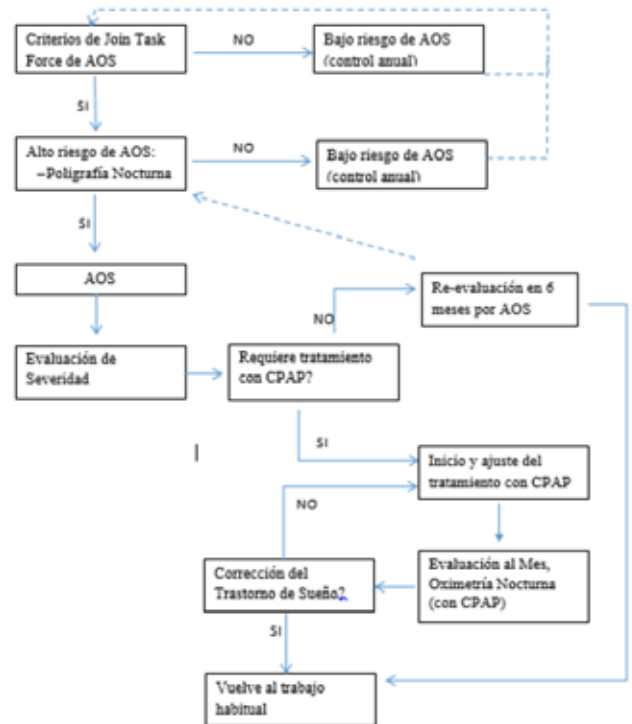 Criterios de Join Task
Force de AOS
NO
Bajo riesgo de AOS
(control anual)
SI
Alto riesgo de AOS:
–Poligrafía Nocturna
NO
Bajo riesgo de AOS
(control anual)
SI
AOS
Re-evaluación en 6
meses por AOS
NO
Evaluación de
Severidad
Requiere tratamiento
con CPAP?
SI
Inicio y ajuste del
tratamiento con CPAP
NO
Evaluación al Mes,
Oximetría Nocturna
(con CPAP)
Corrección del
Trastorno de Sueño?
SI
Vuelve al trabajo
habitual